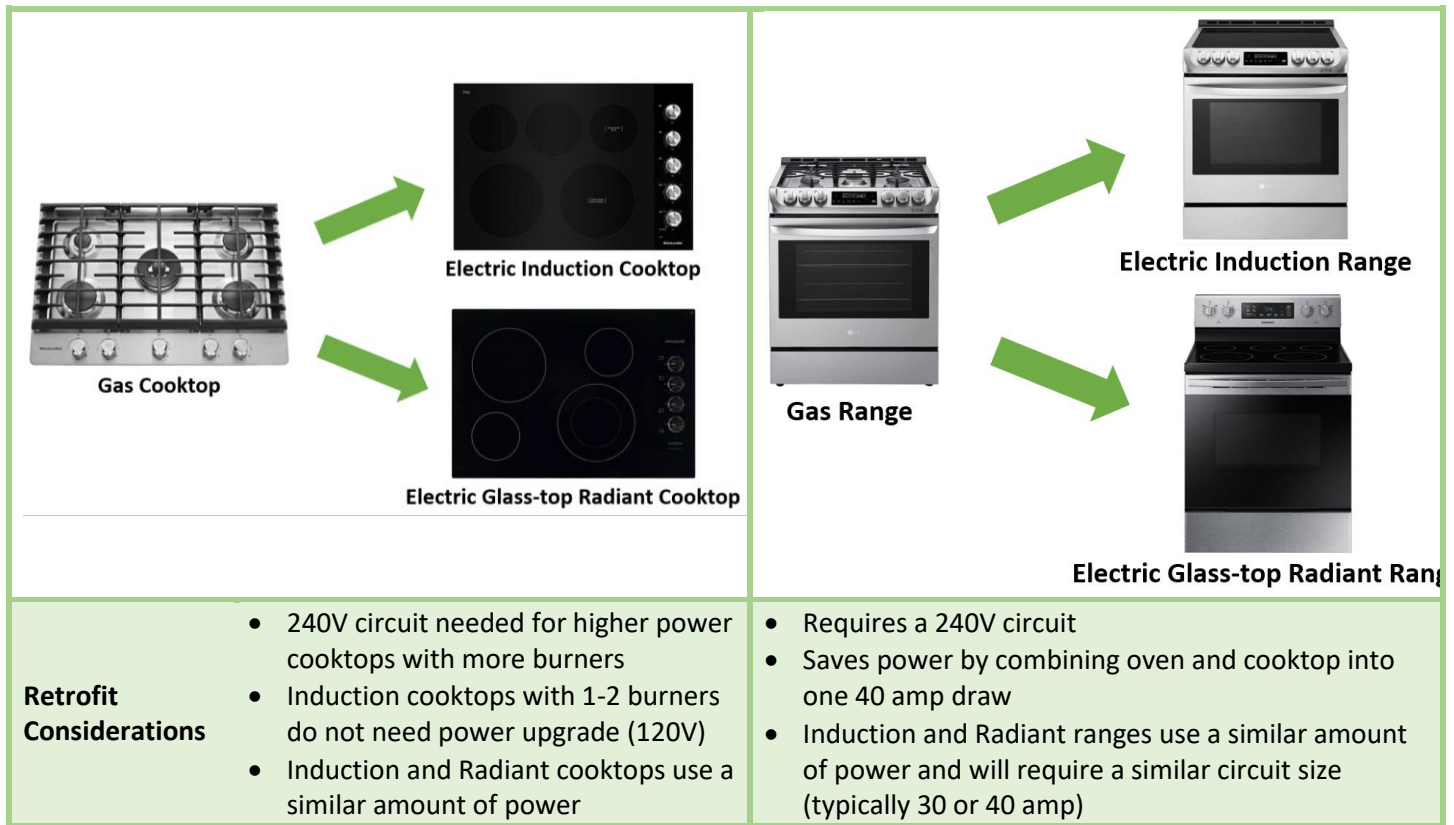 Electric Induction Cooktop
Gas Cooktop
Electric Glass-top Radiant Cooktop
Electric Induction Range
Gas Range
Electric Glass-top Radiant Rang
Retrofit
Considerations
• 240V circuit needed for higher power
cooktops with more burners
• Induction cooktops with 1-2 burners
do not need power upgrade (120V)
• Induction and Radiant cooktops use a
similar amount of power
• Requires a 240V circuit
• Saves power by combining oven and cooktop into
one 40 amp draw
• Induction and Radiant ranges use a similar amount
of power and will require a similar circuit size
(typically 30 or 40 amp)